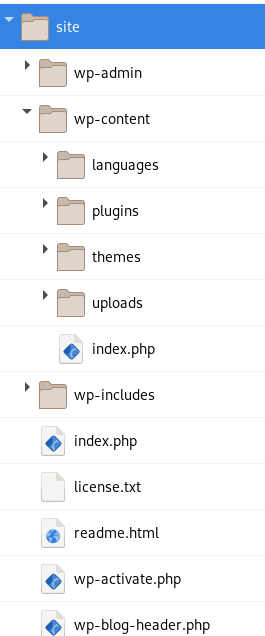 site
wp-admin
wp-content
languages
plugins
themes
uploads
index.php
wp-includes
index.php
license.txt
readme.html
wp-activate.php
wp-blog-header.php